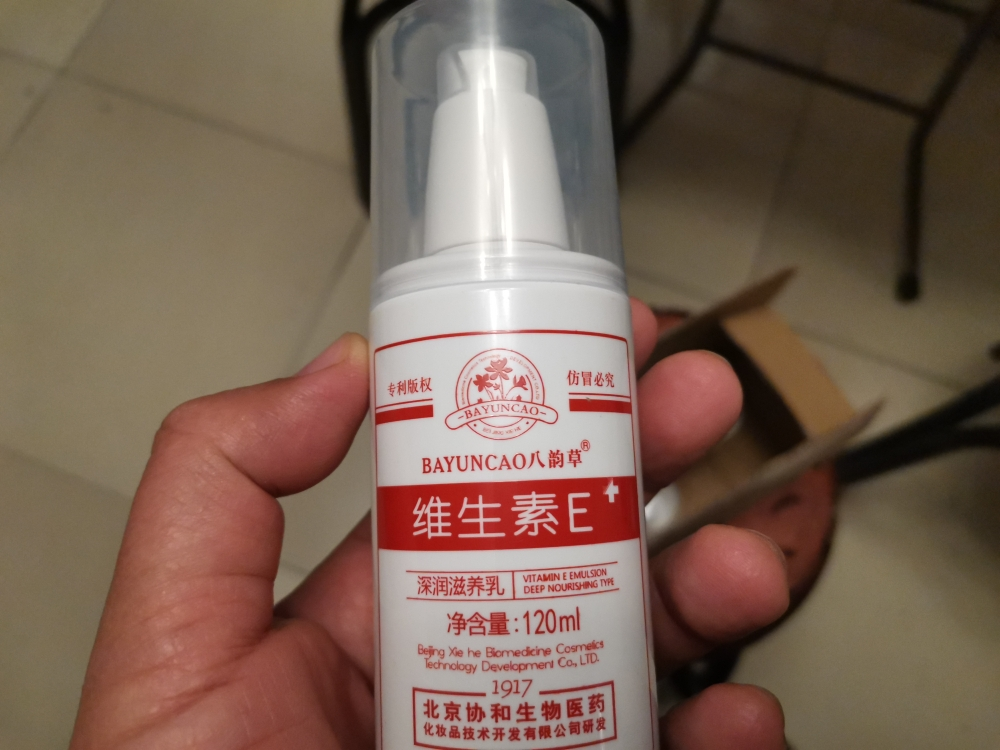 专利版权
仿冒必究
BAYUNCAO
BAYUNCAO八韵草®
维生素E+
深润滋养乳
VITAMIN E EMULSION
DEEP NOURISHING TYPE
净含量:120ml
Beijing Xie he Biomedicine Cosmetics
Technology Development Co., LTD.
1917
北京协和生物医药
化妆品技术开发有限公司研发